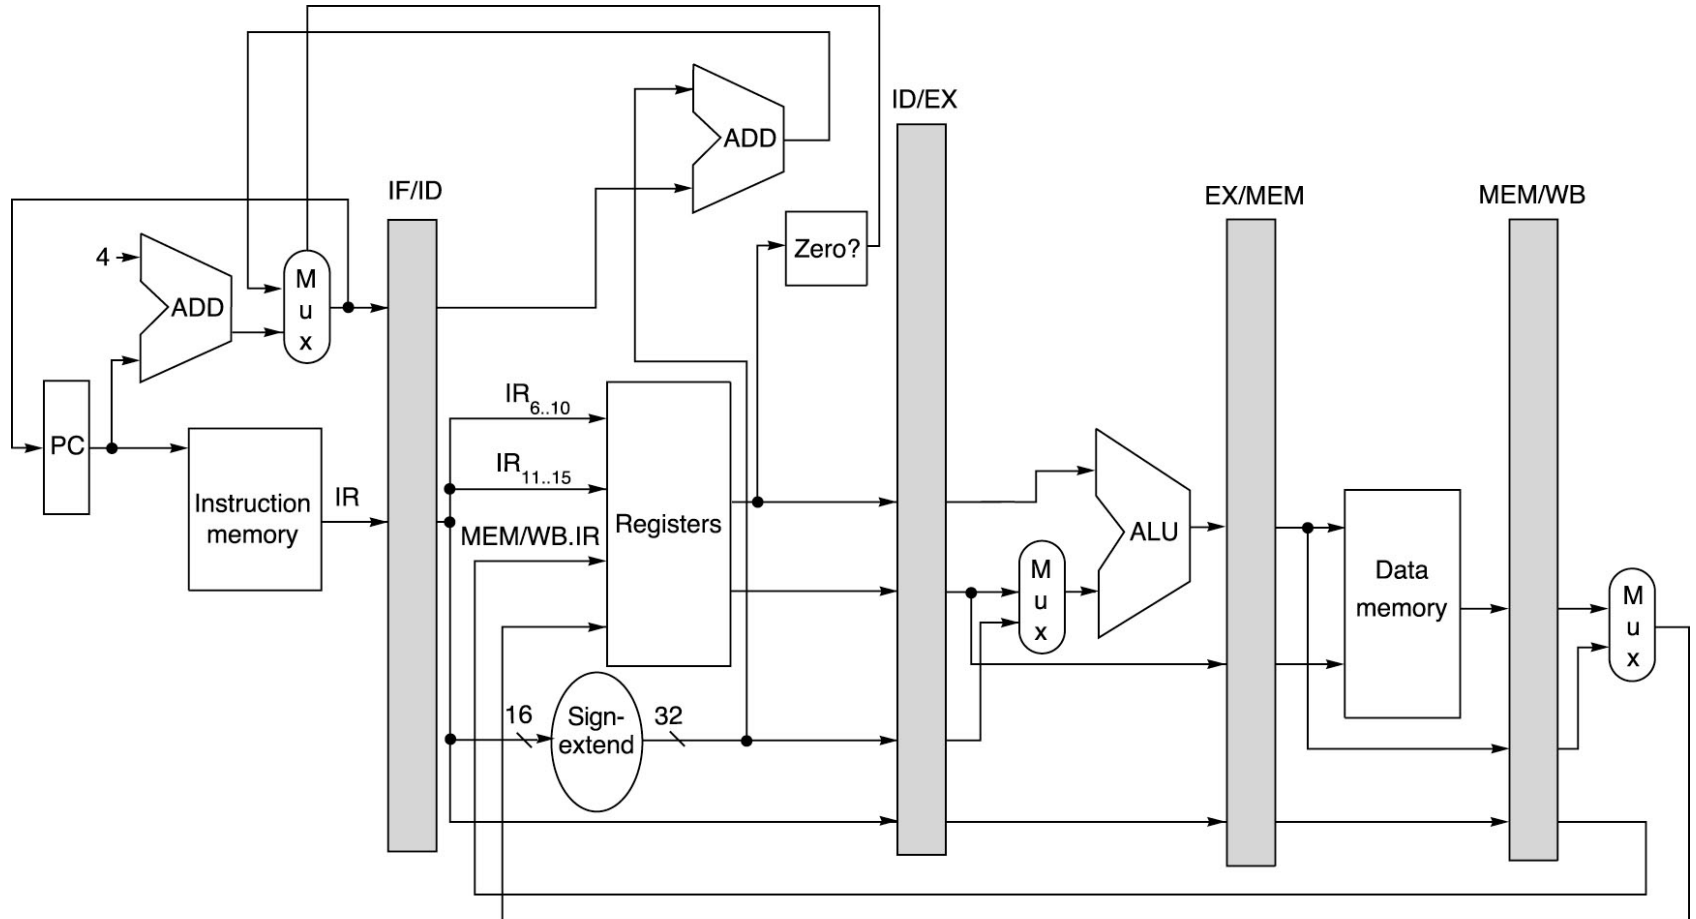 ID/EX
ADD
IF/ID
EX/MEM
MEM/WB
Zero?
4
ADD
M
u
x
IR6..10
PC
IR11..15
IR
Instruction
memory
MEM/WB.IR
Registers
ALU
M
u
x
Data
memory
M
u
x
16
Sign-
extend
32